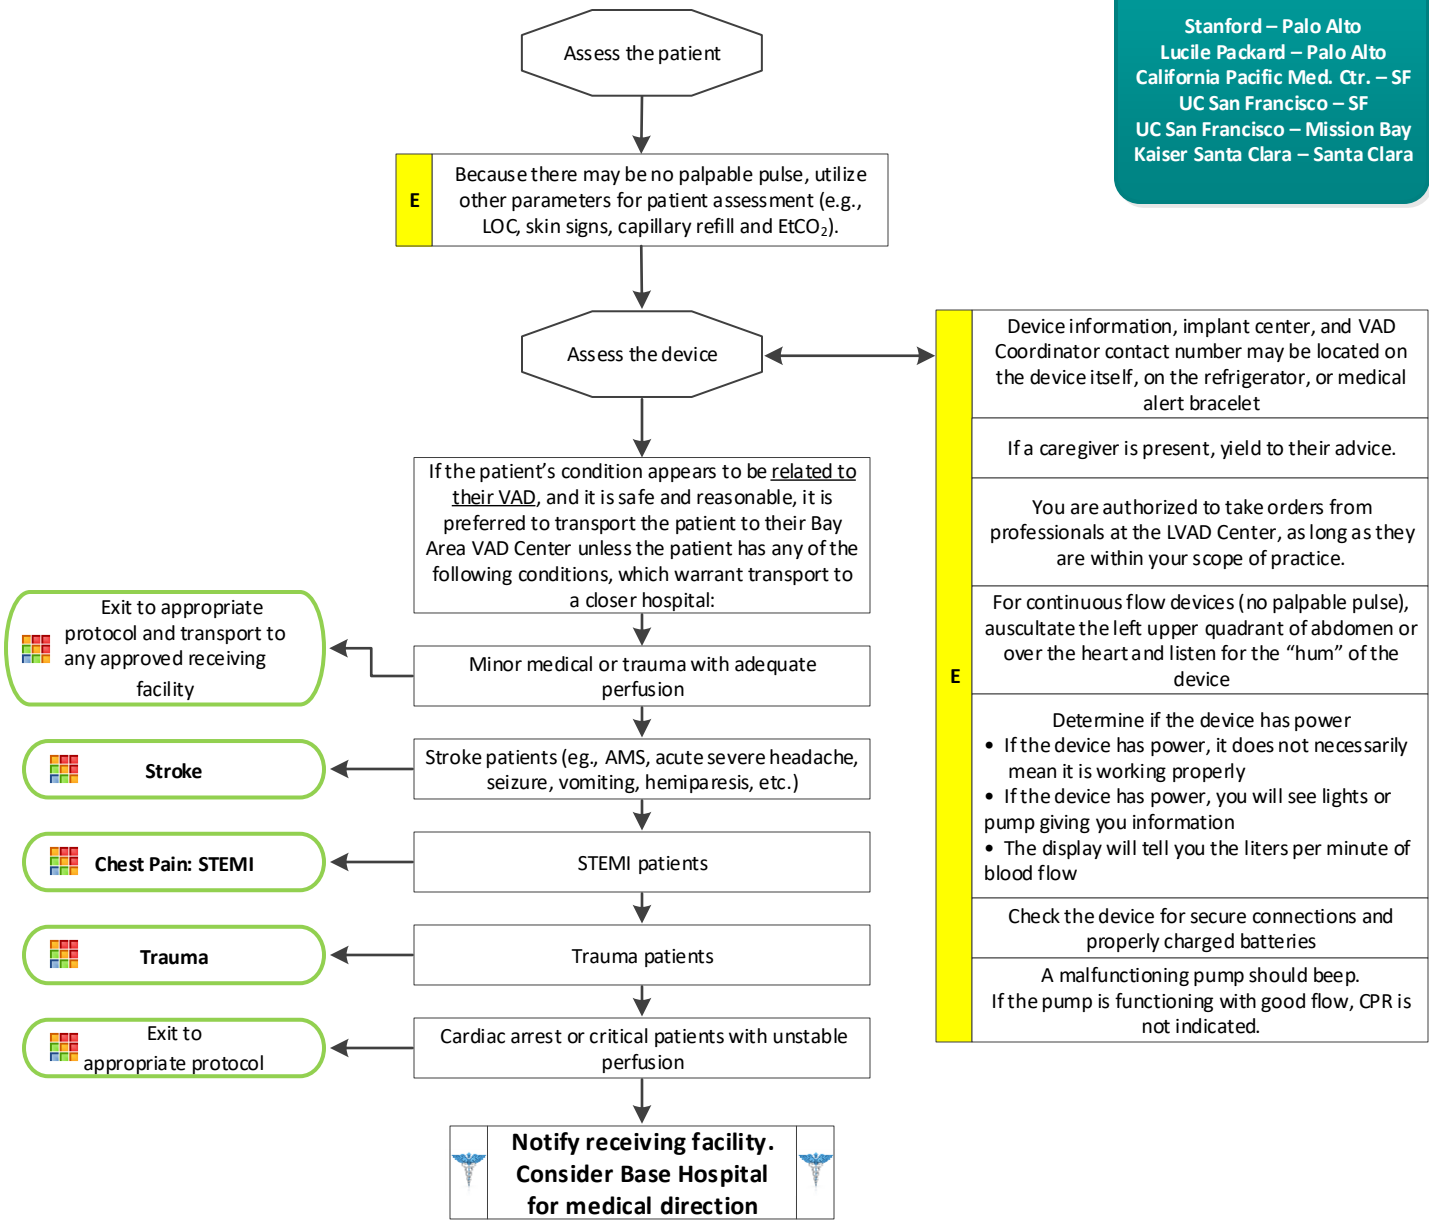 Assess the patient
Stanford – Palo Alto
Lucile Packard – Palo Alto
California Pacific Med. Ctr. – SF
UC San Francisco – SF
UC San Francisco – Mission Bay
Kaiser Santa Clara – Santa Clara
E
Because there may be no palpable pulse, utilize
other parameters for patient assessment (e.g.,
LOC, skin signs, capillary refill and EtCO₂).
Assess the device
If the patient’s condition appears to be related to
their VAD, and it is safe and reasonable, it is
preferred to transport the patient to their Bay
Area VAD Center unless the patient has any of the
following conditions, which warrant transport to
a closer hospital:
Minor medical or trauma with adequate
perfusion
Exit to appropriate
protocol and transport to
any approved receiving
facility
Stroke patients (eg., AMS, acute severe headache,
seizure, vomiting, hemiparesis, etc.)
Stroke
STEMI patients
Chest Pain: STEMI
Trauma patients
Trauma
Cardiac arrest or critical patients with unstable
perfusion
Exit to
appropriate protocol
Notify receiving facility.
Consider Base Hospital
for medical direction
E
Device information, implant center, and VAD
Coordinator contact number may be located on
the device itself, on the refrigerator, or medical
alert bracelet
If a caregiver is present, yield to their advice.
You are authorized to take orders from
professionals at the LVAD Center, as long as they
are within your scope of practice.
For continuous flow devices (no palpable pulse),
auscultate the left upper quadrant of abdomen or
over the heart and listen for the “hum” of the
device
Determine if the device has power
• If the device has power, it does not necessarily
mean it is working properly
• If the device has power, you will see lights or
pump giving you information
• The display will tell you the liters per minute of
blood flow
Check the device for secure connections and
properly charged batteries
A malfunctioning pump should beep.
If the pump is functioning with good flow, CPR is
not indicated.